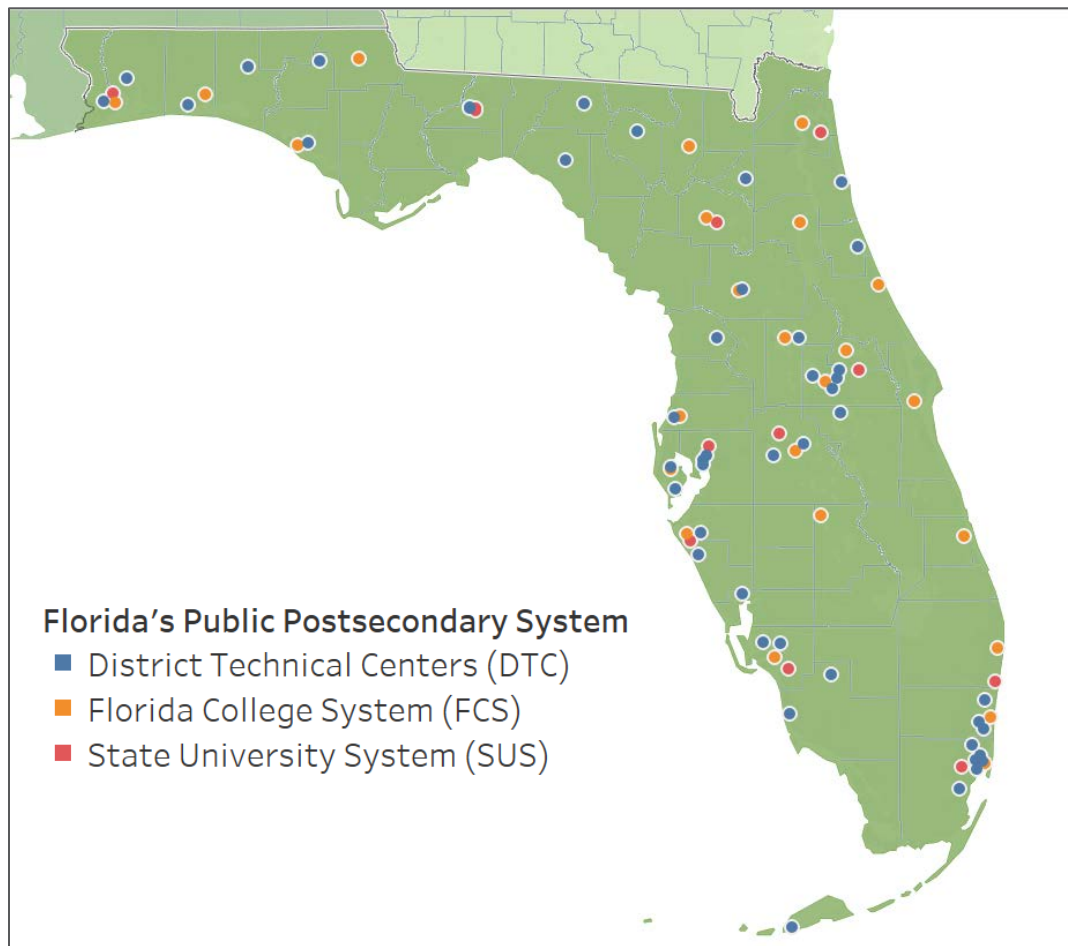 Florida's Public Postsecondary System
District Technical Centers (DTC)
Florida College System (FCS)
State University System (SUS)